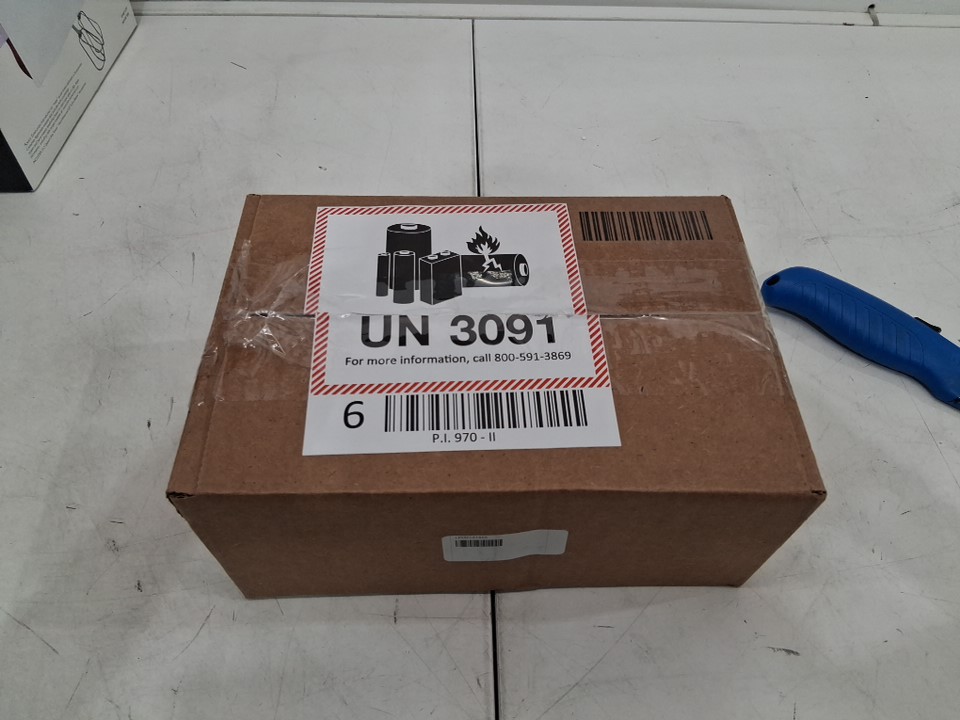 UN 3091
For more information, call 800-591-3869
6
P.I. 970 - II